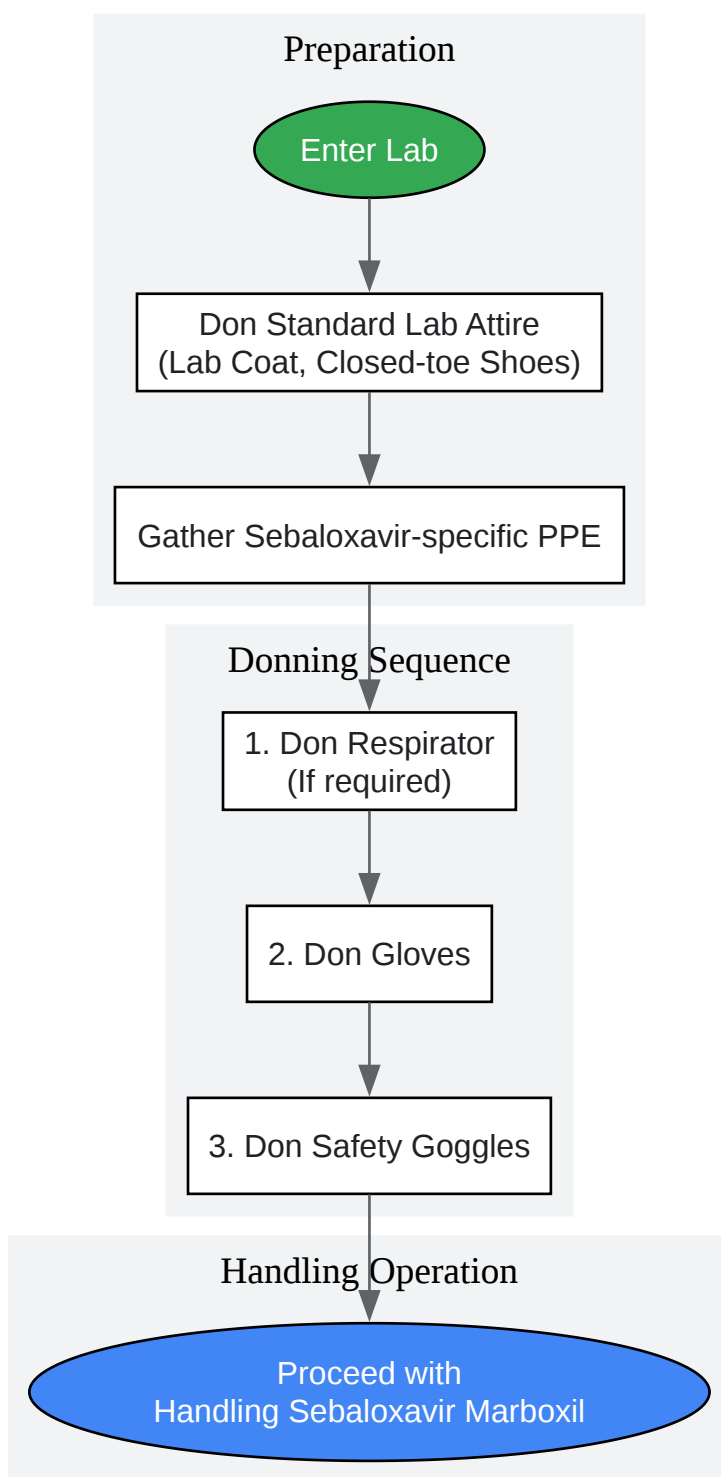 Preparation
Enter Lab
Don Standard Lab Attire
(Lab Coat, Closed-toe Shoes)
Gather Sebaloxavir-specific PPE
Donning Sequence
1. Don Respirator
(If required)
2. Don Gloves
3. Don Safety Goggles
Handling Operation
Proceed with
Handling Sebaloxavir Marboxil